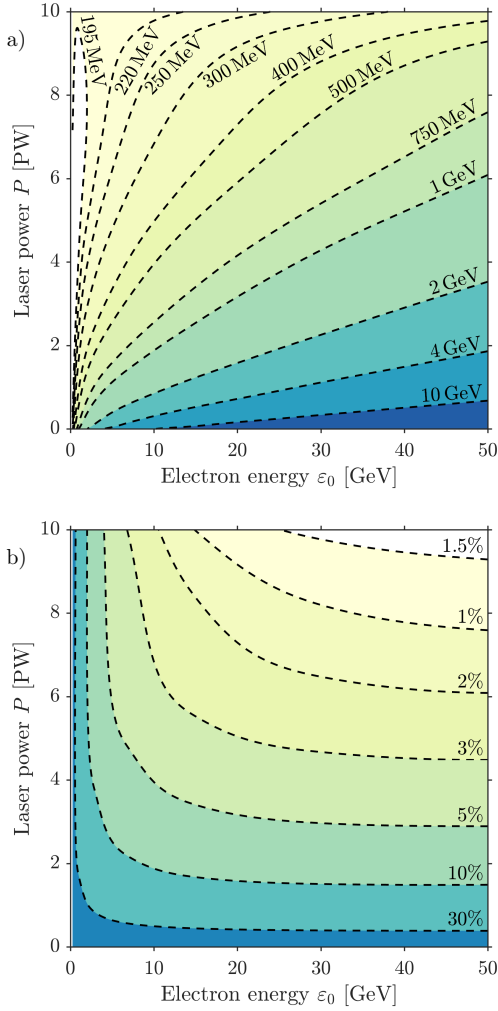 a)
10
8
6
4
2
0
Laser power P [PW]
195 MeV
220 MeV
250 MeV
300 MeV
400 MeV
500 MeV
750 MeV
1 GeV
2 GeV
4 GeV
10 GeV
0 10 20 30 40 50
Electron energy ε₀ [GeV]
b)
10
8
6
4
2
0
Laser power P [PW]
1.5%
1%
2%
3%
5%
10%
30%
0 10 20 30 40 50
Electron energy ε₀ [GeV]